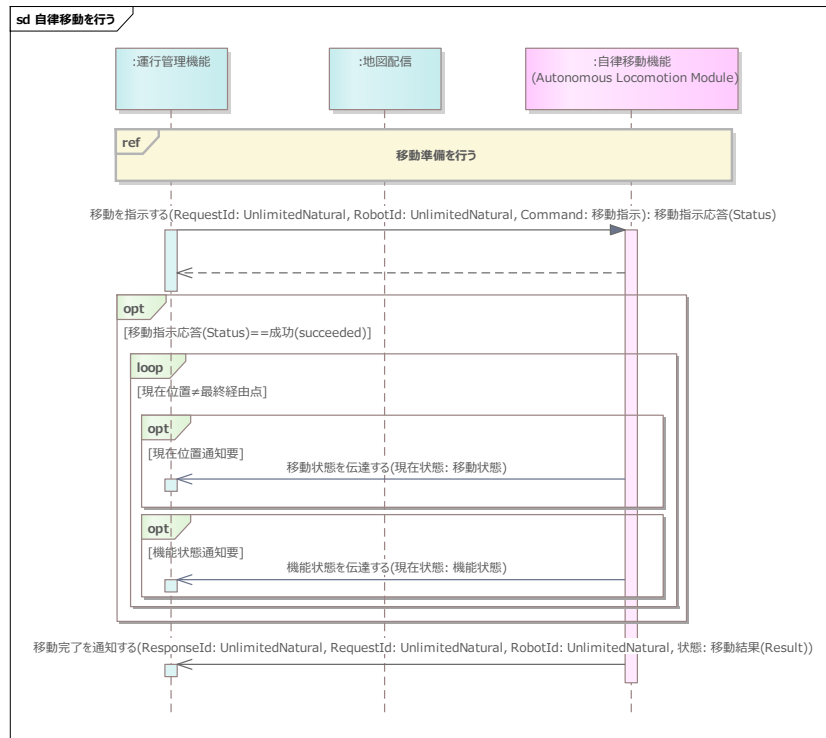 sd 自律移動を行う
:運行管理機能
:地図配信
:自律移動機能
(Autonomous Locomotion Module)
ref
移動準備を行う
移動を指示する(RequestId: UnlimitedNatural, RobotId: UnlimitedNatural, Command: 移動指示): 移動指示応答(Status)
opt
[移動指示応答(Status)==成功(succeeded)]
loop
[現在位置≠最終経由点]
opt
[現在位置通知要]
移動状態を伝達する(現在状態: 移動状態)
opt
[機能状態通知要]
機能状態を伝達する(現在状態: 機能状態)
移動完了を通知する(ResponseId: UnlimitedNatural, RequestId: UnlimitedNatural, RobotId: UnlimitedNatural, 状態: 移動結果(Result))